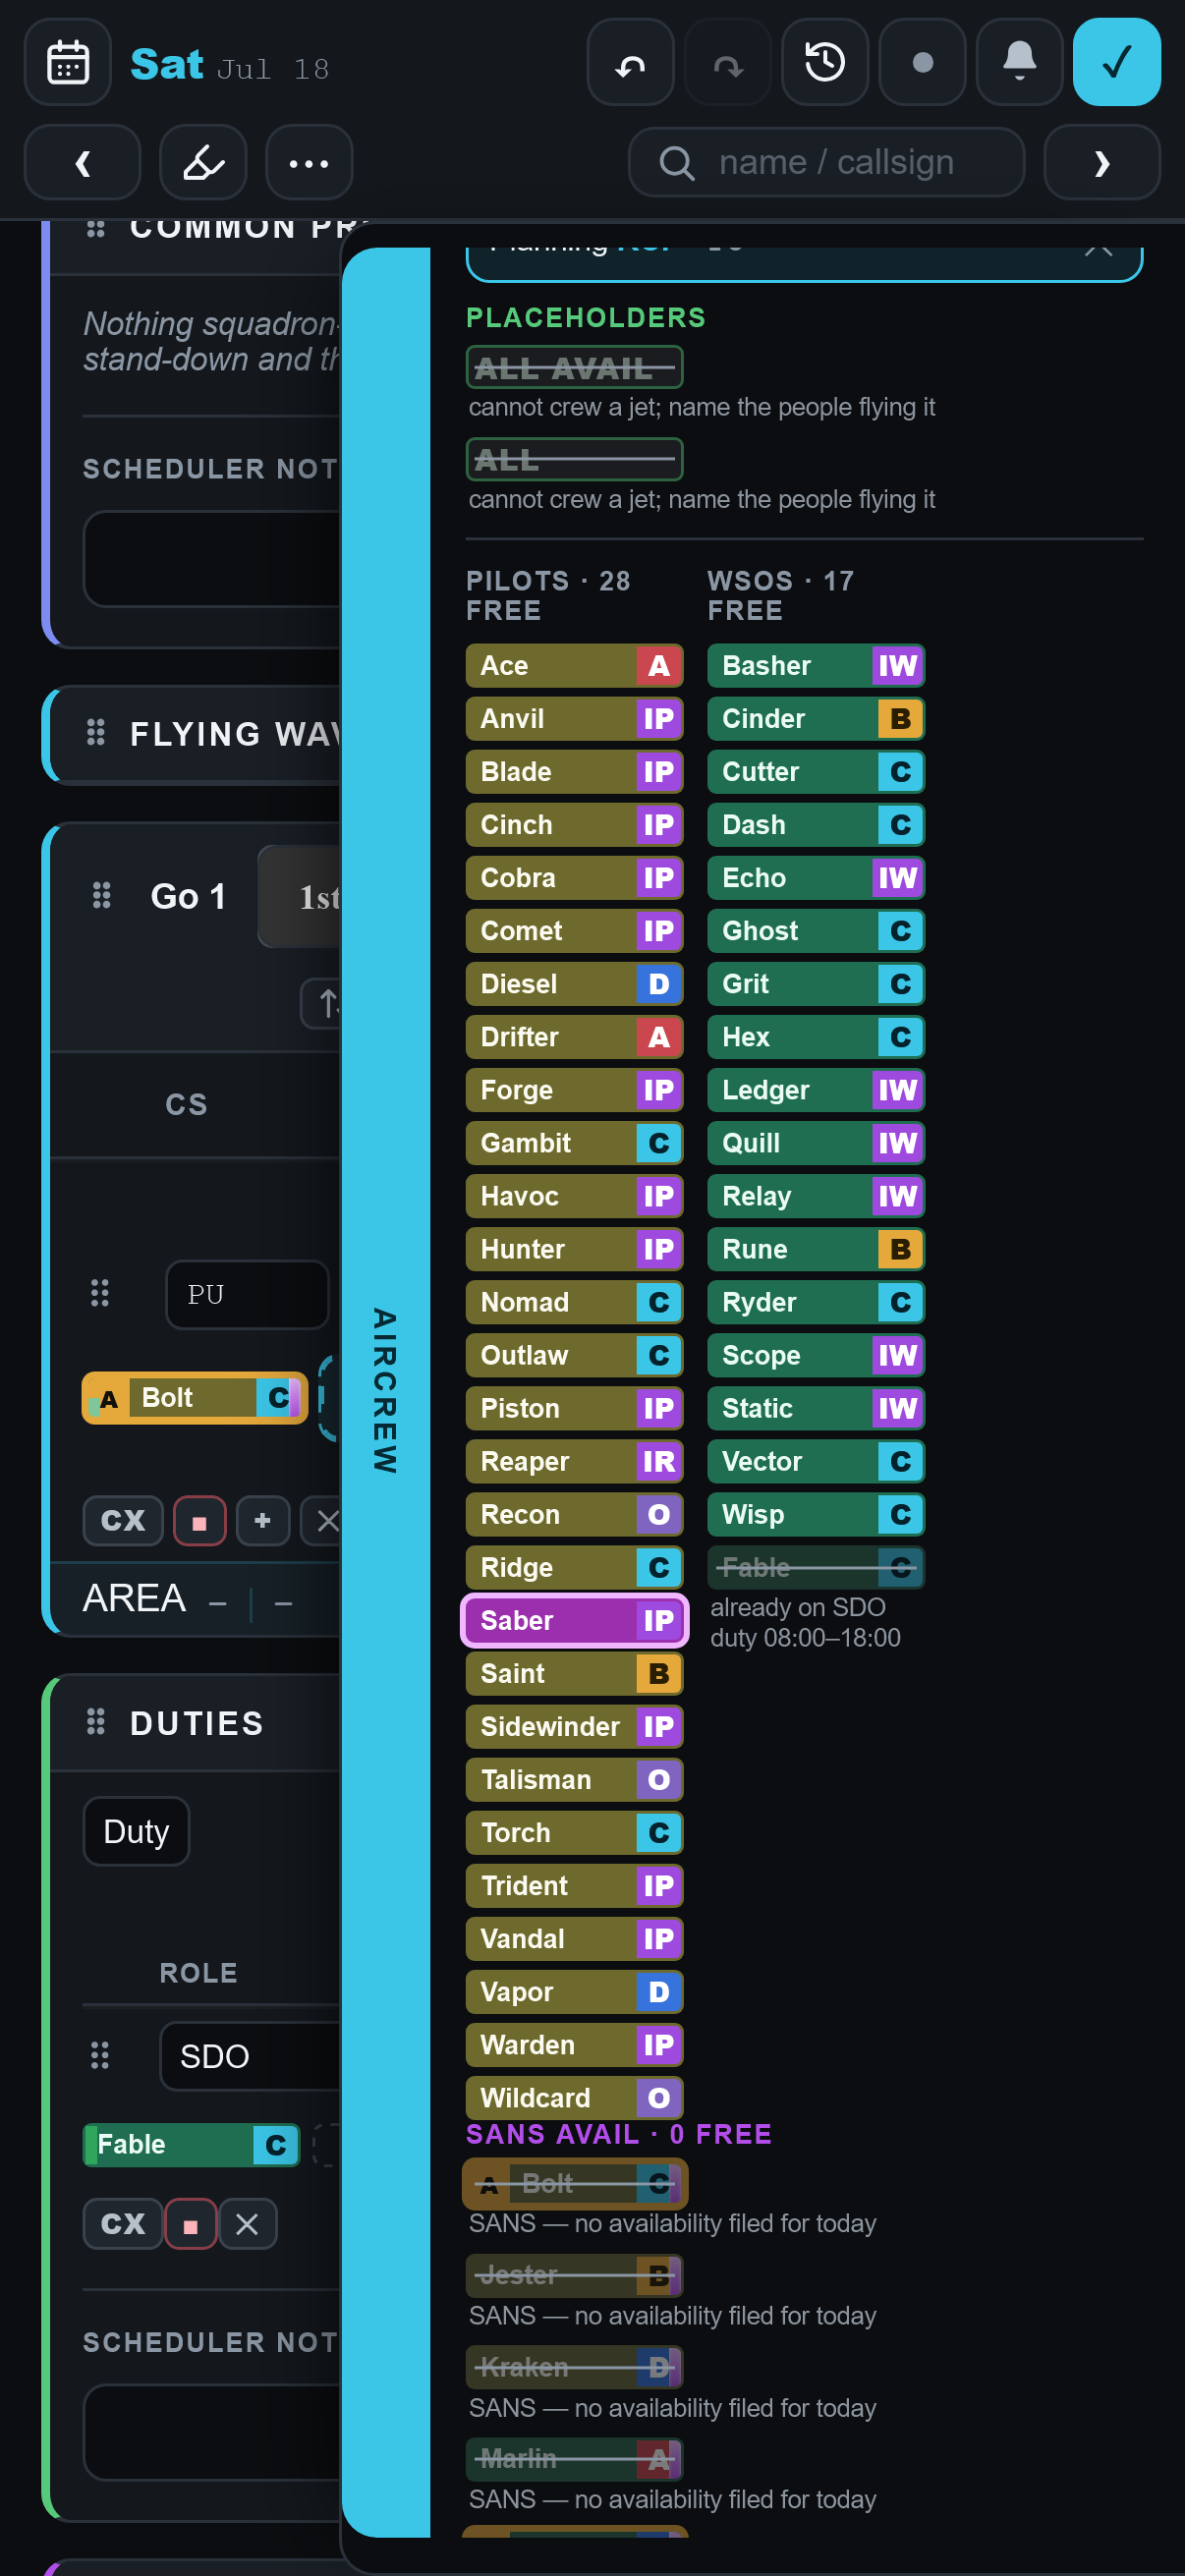 Sat Jul 18
name / callsign
COMMON
Planning
Nothing squadron-
stand-down and
SCHEDULER
FLYING
Go 1
1st
CS
PU
A Bolt C
CX
AREA – | –
DUTIES
Duty
ROLE
SDO
Fable C
CX
SCHEDULER
AIRCREW
PLACEHOLDERS
ALL AVAIL
cannot crew a jet; name the people flying it
ALL
cannot crew a jet; name the people flying it
PILOTS · 28
FREE
Ace A
Anvil IP
Blade IP
Cinch IP
Cobra IP
Comet IP
Diesel D
Drifter A
Forge IP
Gambit C
Havoc IP
Hunter IP
Nomad C
Outlaw C
Piston IP
Reaper IR
Recon O
Ridge C
Saber IP
Saint B
Sidewinder IP
Talisman O
Torch C
Trident IP
Vandal IP
Vapor D
Warden IP
Wildcard O
WSOS · 17
FREE
Basher IW
Cinder B
Cutter C
Dash C
Echo IW
Ghost C
Grit C
Hex C
Ledger IW
Quill IW
Relay IW
Rune B
Ryder C
Scope IW
Static IW
Vector C
Wisp C
Fable C
already on SDO
duty 08:00–18:00
SANS AVAIL · 0 FREE
A Bolt C
SANS — no availability filed for today
Jester B
SANS — no availability filed for today
Kraken D
SANS — no availability filed for today
Marlin A
SANS — no availability filed for today